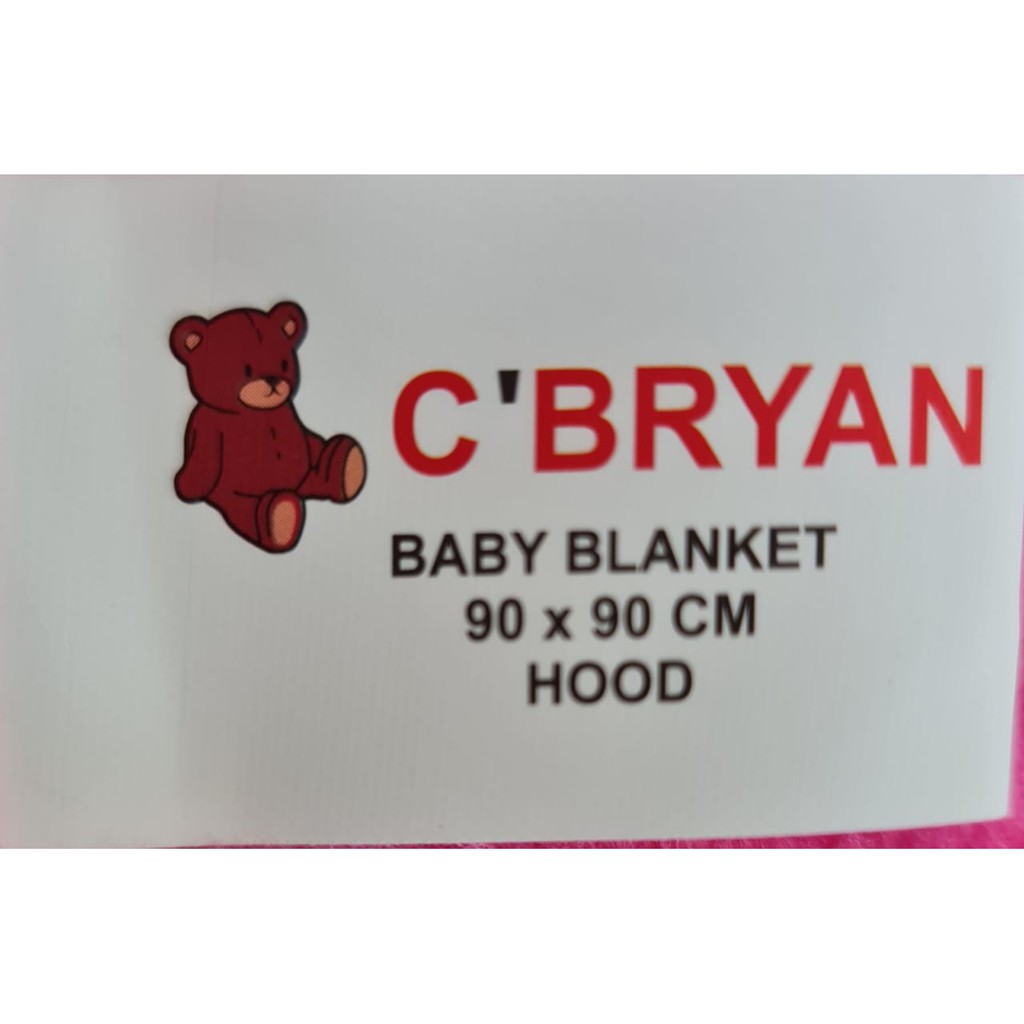 C'BRYAN
BABY BLANKET
90 x 90 CM
HOOD